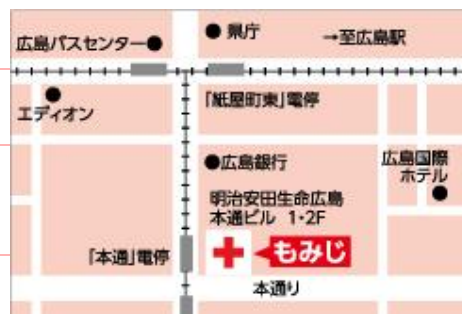 広島バスセンター
県庁
→至広島駅
エディオン
「紙屋町東」電停
広島銀行
広島国際
ホテル
明治安田生命広島
本通ビル 1・2F
「本通」電停
もみじ
本通り